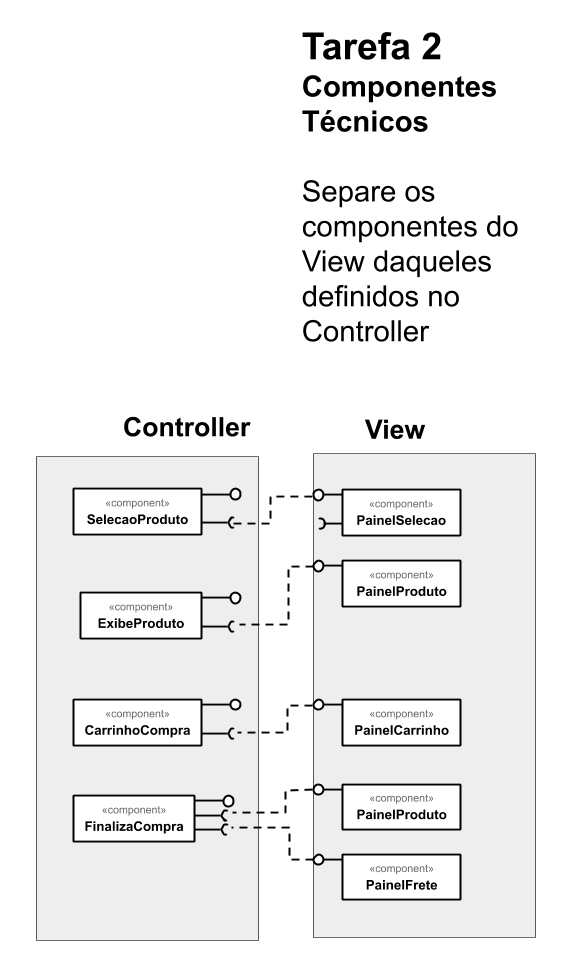 Tarefa 2
Componentes
Técnicos
Separe os
componentes do
View daqueles
definidos no
Controller
Controller
View
«component»
SelecaoProduto
«component»
PainelSelecao
«component»
PainelProduto
«component»
ExibeProduto
«component»
CarrinhoCompra
«component»
PainelCarrinho
«component»
FinalizaCompra
«component»
PainelProduto
«component»
PainelFrete